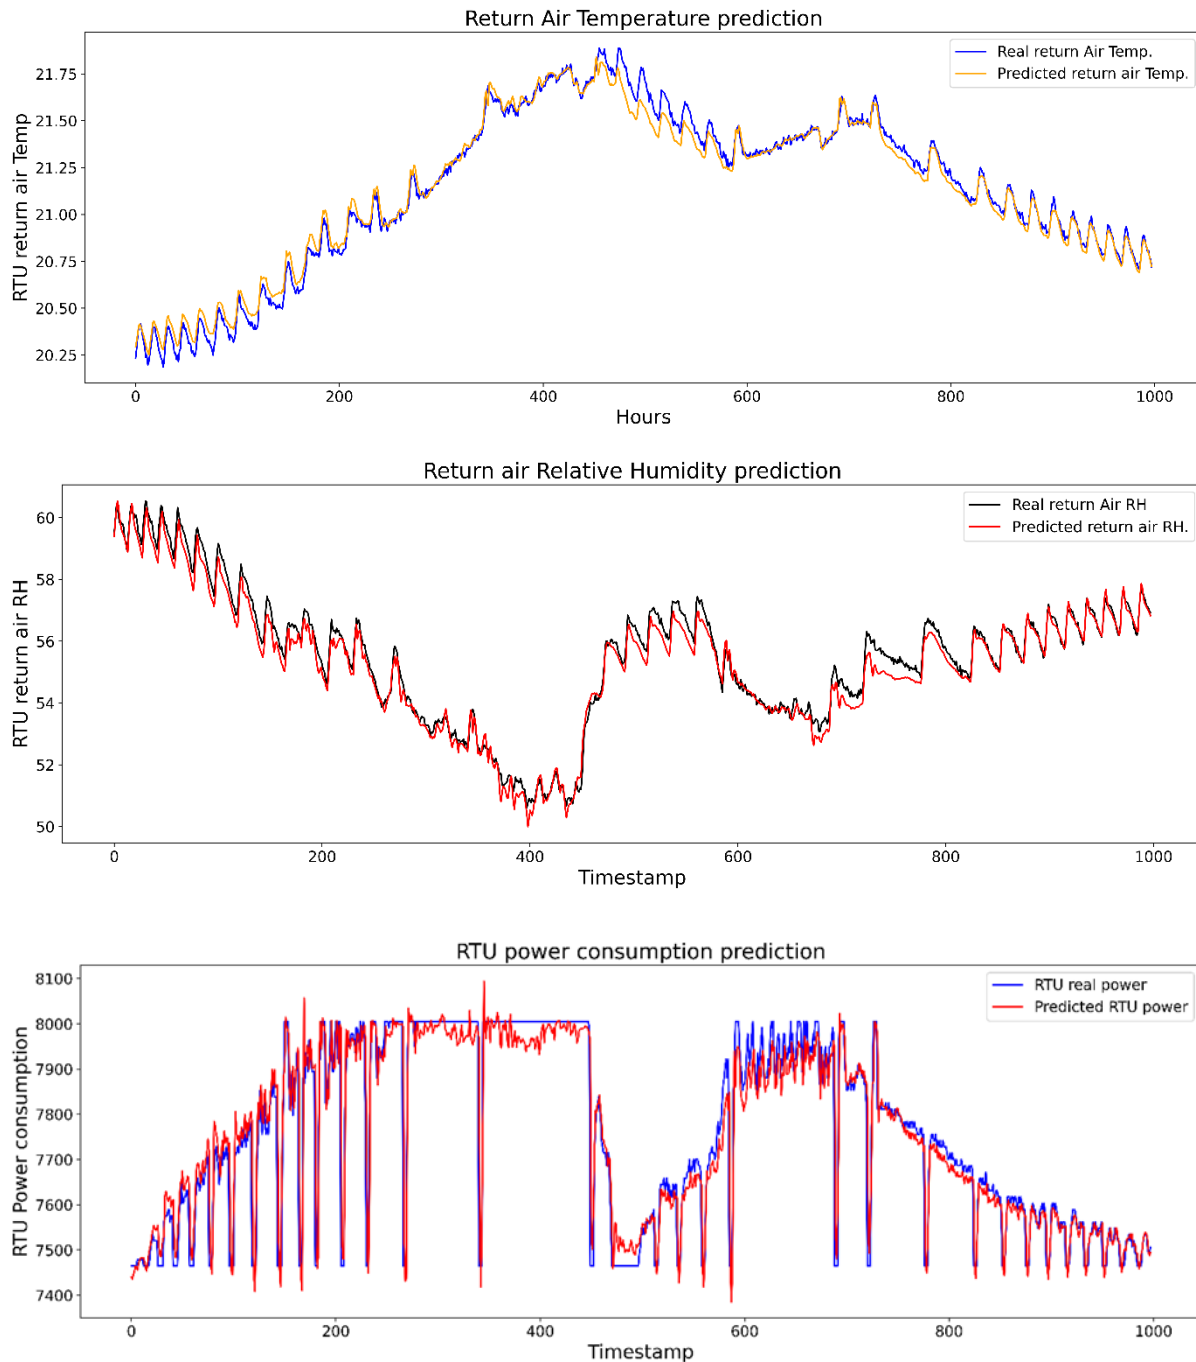 Return Air Temperature prediction
Real return Air Temp.
Predicted return air Temp.
RTU return air Temp
21.75
21.50
21.25
21.00
20.75
20.50
20.25
0 200 400 600 800 1000
Hours
Return air Relative Humidity prediction
Real return Air RH
Predicted return air RH.
RTU return air RH
60
58
56
54
52
50
0 200 400 600 800 1000
Timestamp
RTU power consumption prediction
RTU real power
Predicted RTU power
RTU Power consumption
8100
8000
7900
7800
7700
7600
7500
7400
0 200 400 600 800 1000
Timestamp